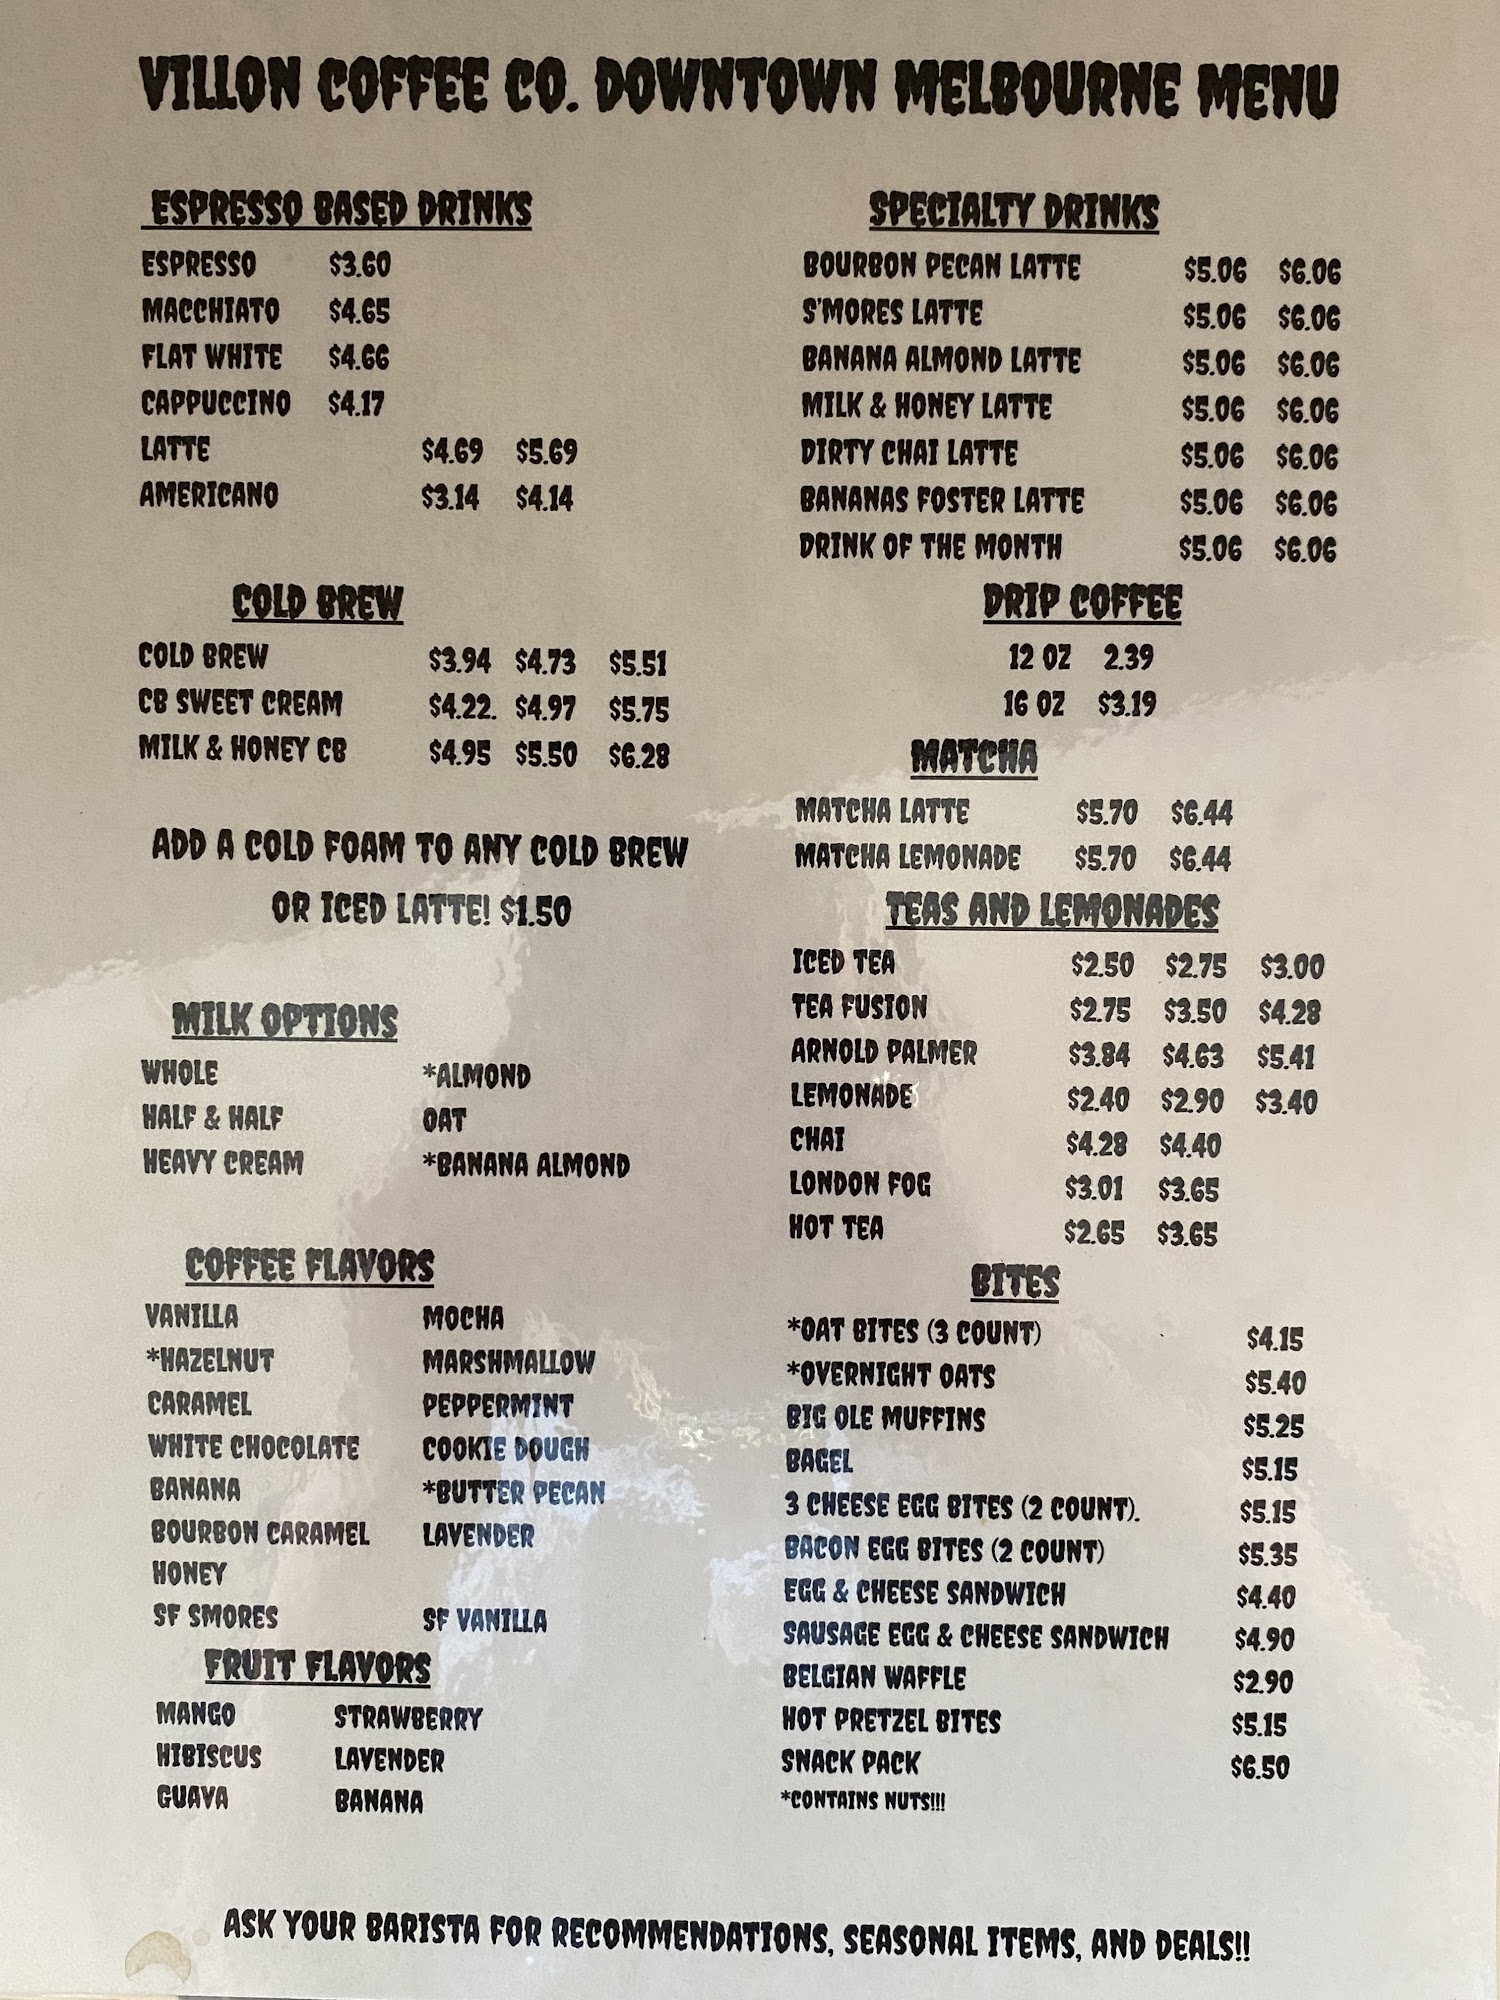 VILLON COFFEE CO. DOWNTOWN MELBOURNE MENU
ESPRESSO BASED DRINKS
ESPRESSO $3.60
MACCHIATO $4.65
FLAT WHITE $4.66
CAPPUCCINO $4.17
LATTE $4.69 $5.69
AMERICANO $3.14 $4.14
COLD BREW
COLD BREW $3.94 $4.73 $5.51
CB SWEET CREAM $4.22. $4.97 $5.75
MILK & HONEY CB $4.95 $5.50 $6.28
ADD A COLD FOAM TO ANY COLD BREW
OR ICED LATTE! $1.50
MILK OPTIONS
WHOLE *ALMOND
HALF & HALF OAT
HEAVY CREAM *BANANA ALMOND
COFFEE FLAVORS
VANILLA MOCHA
*HAZELNUT MARSHMALLOW
CARAMEL PEPPERMINT
WHITE CHOCOLATE COOKIE DOUGH
BANANA *BUTTER PECAN
BOURBON CARAMEL LAVENDER
HONEY
SF SMORES SF VANILLA
FRUIT FLAVORS
MANGO STRAWBERRY
HIBISCUS LAVENDER
GUAVA BANANA
SPECIALTY DRINKS
BOURBON PECAN LATTE $5.06 $6.06
S'MORES LATTE $5.06 $6.06
BANANA ALMOND LATTE $5.06 $6.06
MILK & HONEY LATTE $5.06 $6.06
DIRTY CHAI LATTE $5.06 $6.06
BANANAS FOSTER LATTE $5.06 $6.06
DRINK OF THE MONTH $5.06 $6.06
DRIP COFFEE
12 OZ 2.39
16 OZ $3.19
MATCHA
MATCHA LATTE $5.70 $6.44
MATCHA LEMONADE $5.70 $6.44
TEAS AND LEMONADES
ICED TEA $2.50 $2.75 $3.00
TEA FUSION $2.75 $3.50 $4.28
ARNOLD PALMER $3.84 $4.63 $5.41
LEMONADE $2.40 $2.90 $3.40
CHAI $4.28 $4.40
LONDON FOG $3.01 $3.65
HOT TEA $2.65 $3.65
BITES
*OAT BITES (3 COUNT) $4.15
*OVERNIGHT OATS $5.40
BIG OLE MUFFINS $5.25
BAGEL $5.15
3 CHEESE EGG BITES (2 COUNT). $5.15
BACON EGG BITES (2 COUNT) $5.35
EGG & CHEESE SANDWICH $4.40
SAUSAGE EGG & CHEESE SANDWICH $4.90
BELGIAN WAFFLE $2.90
HOT PRETZEL BITES $5.15
SNACK PACK $6.50
*CONTAINS NUTS!!!
ASK YOUR BARISTA FOR RECOMMENDATIONS, SEASONAL ITEMS, AND DEALS!!